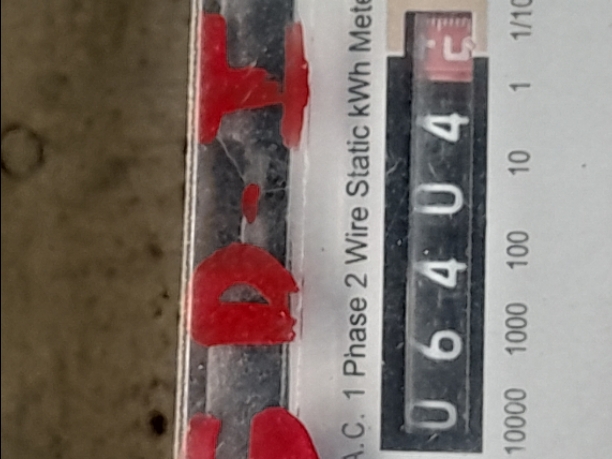 D.I
A.C. 1 Phase 2 Wire Static kWh Mete
0 6 4 0 4 5
10000 1000 100 10 1 1/10